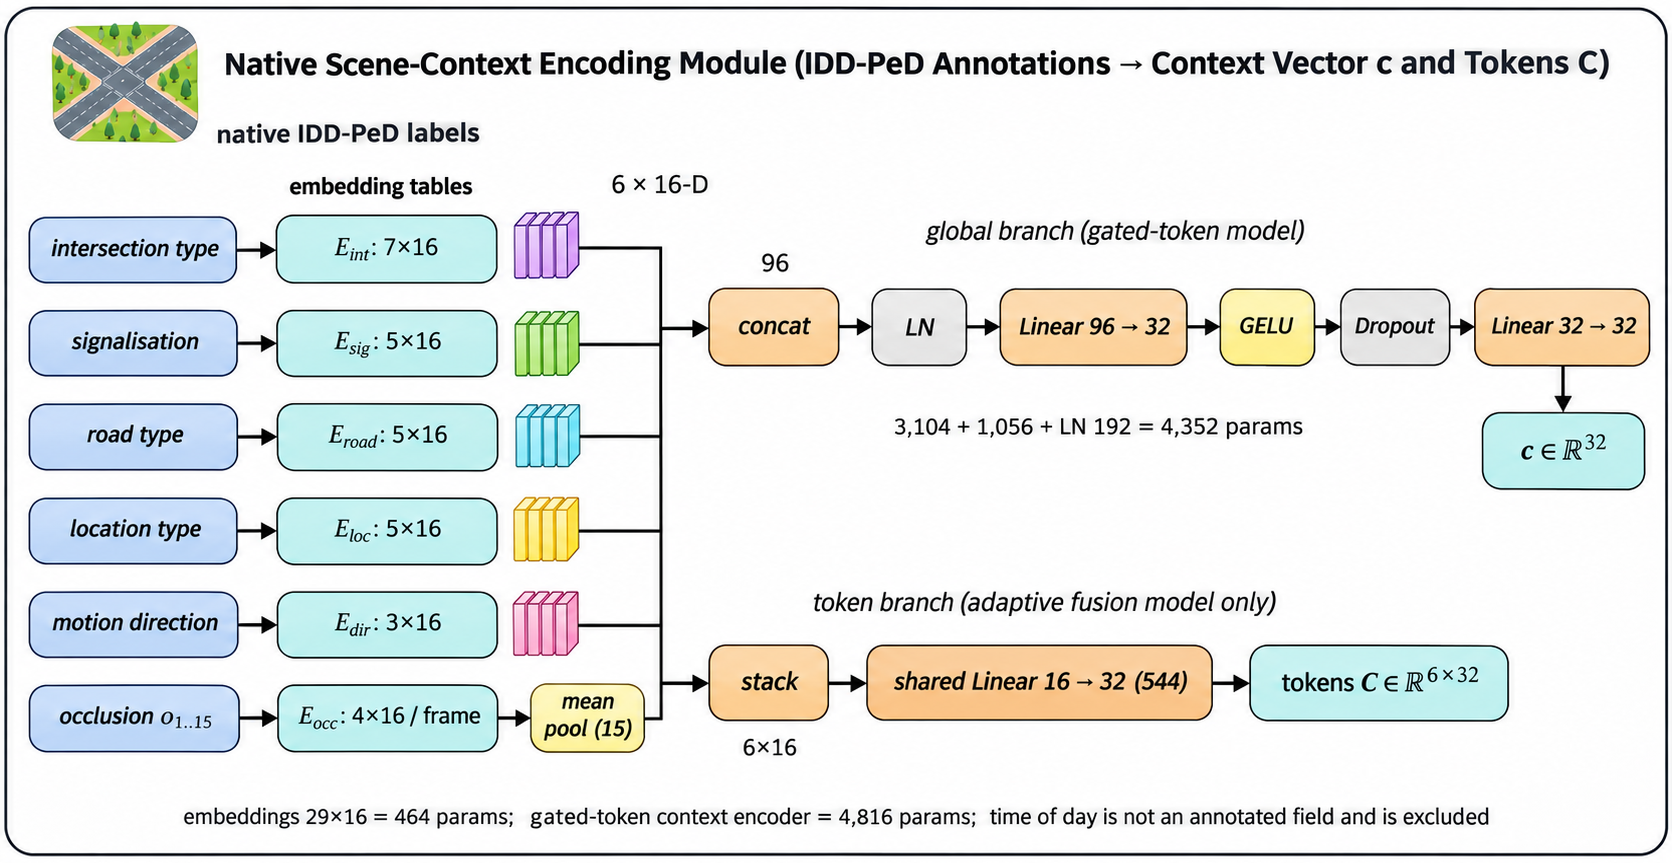 Native Scene-Context Encoding Module (IDD-PeD Annotations → Context Vector c and Tokens C)
native IDD-PeD labels
embedding tables
6 × 16-D
intersection type
E_int: 7×16
signalisation
E_sig: 5×16
road type
E_road: 5×16
location type
E_loc: 5×16
motion direction
E_dir: 3×16
occlusion o_1..15
E_occ: 4×16 / frame
mean
pool (15)
global branch (gated-token model)
96
concat
LN
Linear 96 → 32
GELU
Dropout
Linear 32 → 32
3,104 + 1,056 + LN 192 = 4,352 params
c ∈ ℝ^32
token branch (adaptive fusion model only)
stack
shared Linear 16 → 32 (544)
tokens C ∈ ℝ^6×32
6×16
embeddings 29×16 = 464 params; gated-token context encoder = 4,816 params; time of day is not an annotated field and is excluded